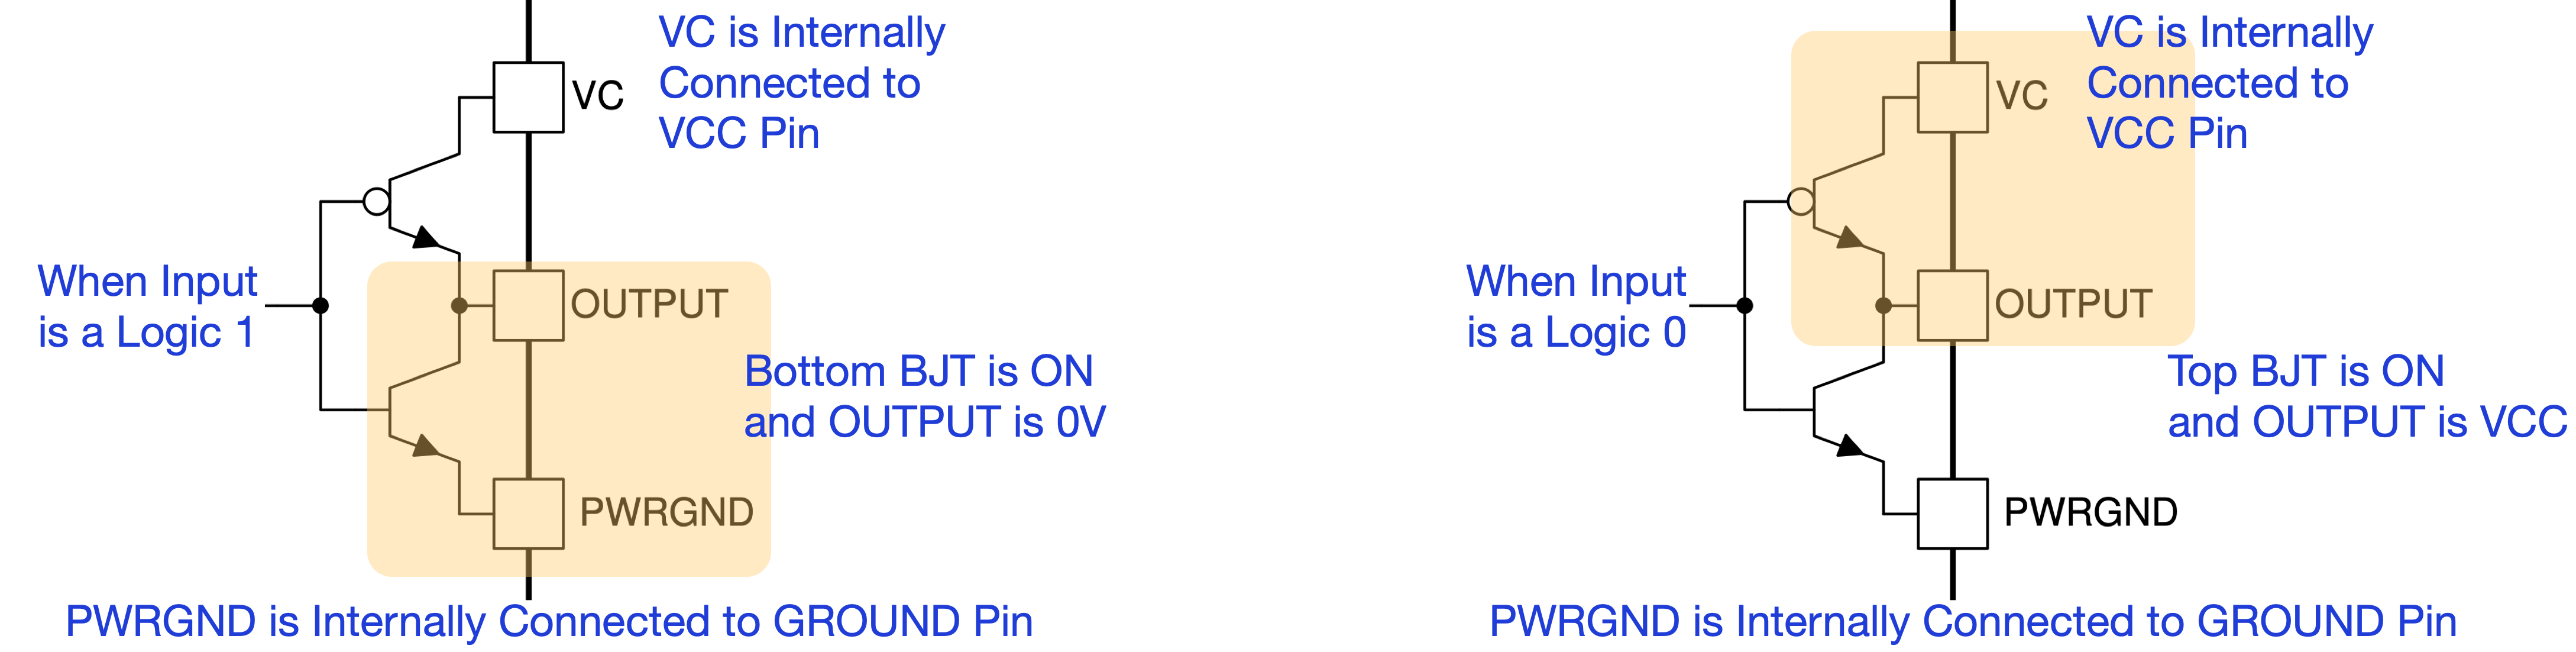 VC is Internally
Connected to
VCC Pin
VC
When Input
is a Logic 1
OUTPUT
Bottom BJT is ON
and OUTPUT is 0V
PWRGND
PWRGND is Internally Connected to GROUND Pin
VC is Internally
Connected to
VCC Pin
VC
When Input
is a Logic 0
OUTPUT
Top BJT is ON
and OUTPUT is VCC
PWRGND
PWRGND is Internally Connected to GROUND Pin